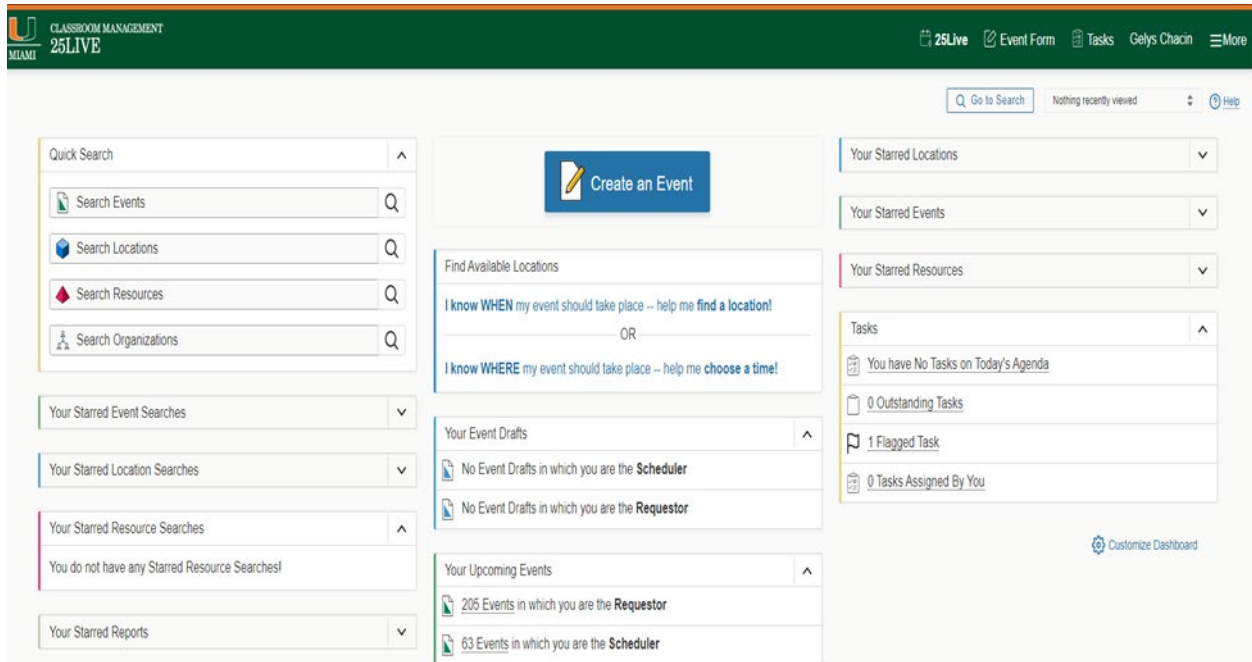 MIAMI
CLASSROOM MANAGEMENT
25LIVE
25Live
Event Form
Tasks
Gelys Chacin
More
Go to Search
Nothing recently viewed
Help
Quick Search
Search Events
Search Locations
Search Resources
Search Organizations
Your Starred Event Searches
Your Starred Location Searches
Your Starred Resource Searches
You do not have any Starred Resource Searches!
Your Starred Reports
Create an Event
Find Available Locations
I know WHEN my event should take place -- help me find a location!
OR
I know WHERE my event should take place -- help me choose a time!
Your Event Drafts
No Event Drafts in which you are the Scheduler
No Event Drafts in which you are the Requestor
Your Upcoming Events
205 Events in which you are the Requestor
63 Events in which you are the Scheduler
Your Starred Locations
Your Starred Events
Your Starred Resources
Tasks
You have No Tasks on Today's Agenda
0 Outstanding Tasks
1 Flagged Task
0 Tasks Assigned By You
Customize Dashboard